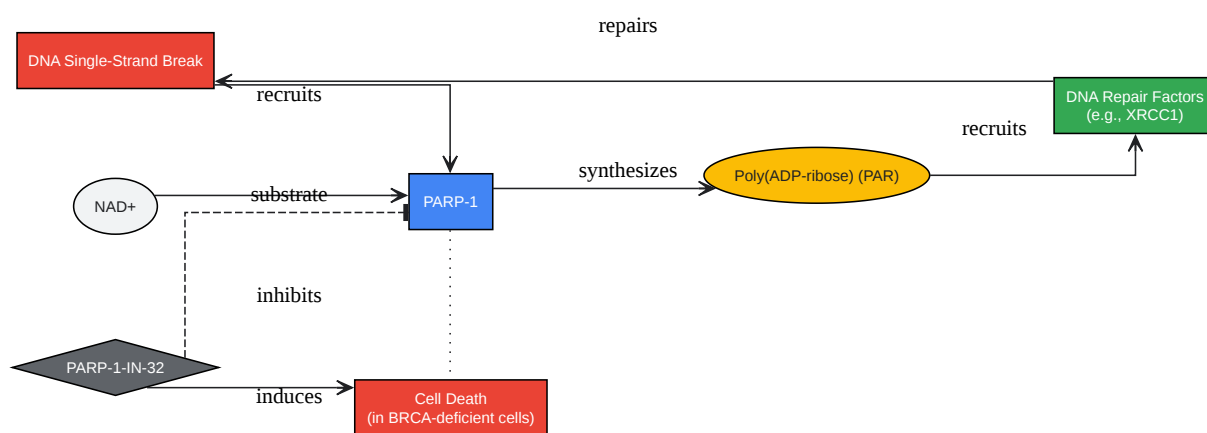 repairs
DNA Single-Strand Break
recruits
DNA Repair Factors
(e.g., XRCC1)
recruits
synthesizes
Poly(ADP-ribose) (PAR)
substrate
NAD+
PARP-1
inhibits
PARP-1-IN-32
induces
Cell Death
(in BRCA-deficient cells)